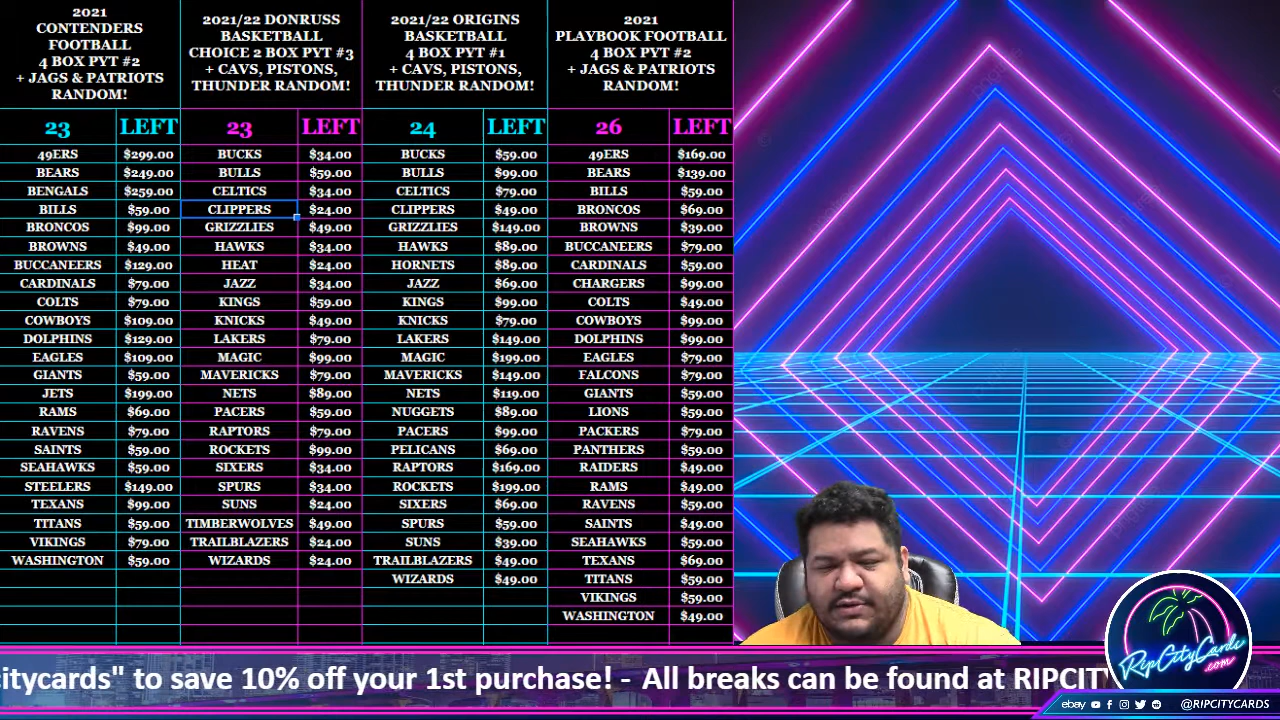 2021
CONTENDERS
FOOTBALL
4 BOX PYT #2
+ JAGS & PATRIOTS
RANDOM!
2021/22 DONRUSS
BASKETBALL
CHOICE 2 BOX PYT #3
+ CAVS, PISTONS,
THUNDER RANDOM!
2021/22 ORIGINS
BASKETBALL
4 BOX PYT #1
+ CAVS, PISTONS,
THUNDER RANDOM!
2021
PLAYBOOK FOOTBALL
4 BOX PYT #2
+ JAGS & PATRIOTS
RANDOM!
23 LEFT 23 LEFT 24 LEFT 26 LEFT
49ERS $299.00 BUCKS $34.00 BUCKS $59.00 49ERS $169.00
BEARS $249.00 BULLS $59.00 BULLS $99.00 BEARS $139.00
BENGALS $259.00 CELTICS $34.00 CELTICS $79.00 BILLS $59.00
BILLS $59.00 CLIPPERS $24.00 CLIPPERS $49.00 BRONCOS $69.00
BRONCOS $99.00 GRIZZLIES $49.00 GRIZZLIES $149.00 BROWNS $39.00
BROWNS $49.00 HAWKS $34.00 HAWKS $89.00 BUCCANEERS $79.00
BUCCANEERS $129.00 HEAT $24.00 HORNETS $89.00 CARDINALS $59.00
CARDINALS $79.00 JAZZ $34.00 JAZZ $69.00 CHARGERS $99.00
COLTS $79.00 KINGS $59.00 KINGS $99.00 COLTS $49.00
COWBOYS $109.00 KNICKS $49.00 KNICKS $79.00 COWBOYS $99.00
DOLPHINS $129.00 LAKERS $79.00 LAKERS $149.00 DOLPHINS $99.00
EAGLES $109.00 MAGIC $99.00 MAGIC $199.00 EAGLES $79.00
GIANTS $59.00 MAVERICKS $79.00 MAVERICKS $149.00 FALCONS $79.00
JETS $199.00 NETS $89.00 NETS $119.00 GIANTS $59.00
RAMS $69.00 PACERS $59.00 NUGGETS $89.00 LIONS $59.00
RAVENS $79.00 RAPTORS $79.00 PACERS $99.00 PACKERS $79.00
SAINTS $59.00 ROCKETS $99.00 PELICANS $69.00 PANTHERS $59.00
SEAHAWKS $59.00 SIXERS $34.00 RAPTORS $169.00 RAIDERS $49.00
STEELERS $149.00 SPURS $34.00 ROCKETS $199.00 RAMS $49.00
TEXANS $99.00 SUNS $24.00 SIXERS $69.00 RAVENS $59.00
TITANS $59.00 TIMBERWOLVES $49.00 SPURS $59.00 SAINTS $49.00
VIKINGS $79.00 TRAILBLAZERS $24.00 SUNS $39.00 SEAHAWKS $59.00
WASHINGTON $59.00 WIZARDS $24.00 TRAILBLAZERS $49.00 TEXANS $69.00
WIZARDS $49.00 TITANS $59.00
VIKINGS $59.00
WASHINGTON $49.00
citycards" to save 10% off your 1st purchase! - All breaks can be found at RIPCITY
RipCityCards
.com
ebay @RIPCITYCARDS